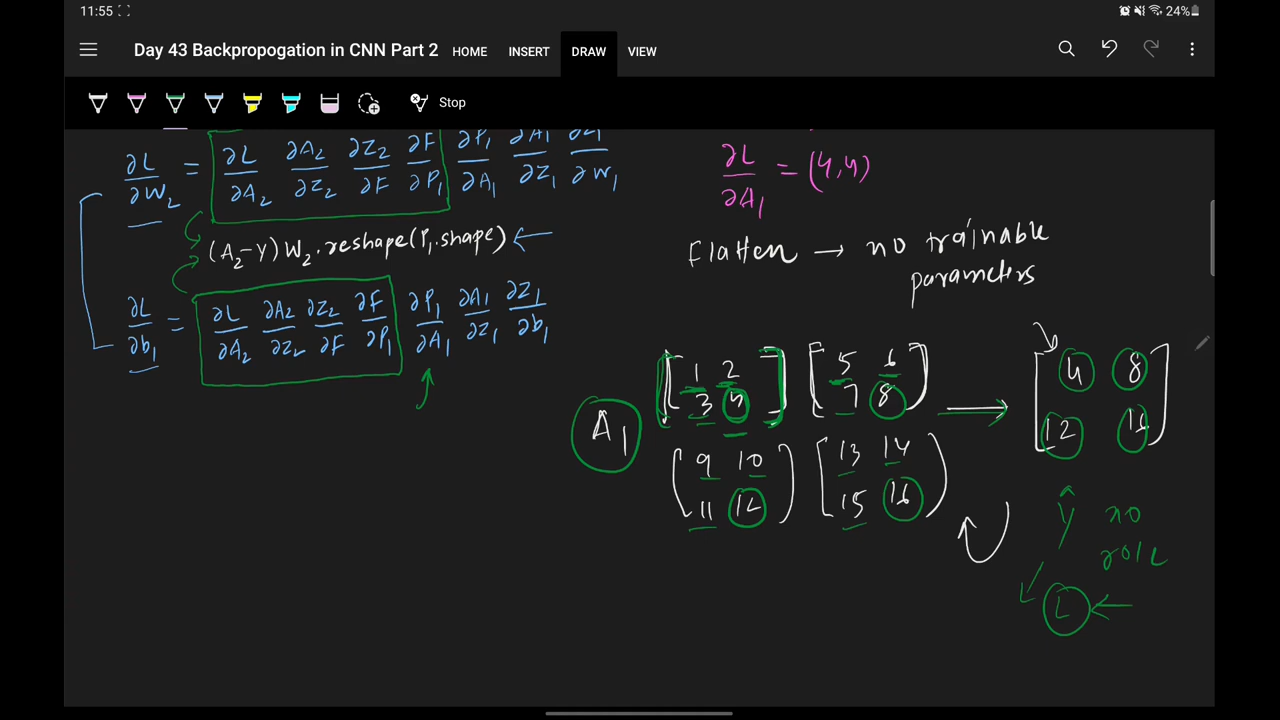 11:55
24%
Day 43 Backpropogation in CNN Part 2 HOME INSERT DRAW VIEW
Stop
∂L/∂W₂ = ∂L/∂A₂ ∂A₂/∂Z₂ ∂Z₂/∂F ∂F/∂P₁ ∂P₁/∂A₁ ∂A₁/∂Z₁ ∂Z₁/∂W₁
(A₂-Y)W₂.reshape(P₁.shape) ←
∂L/∂b₁ = ∂L/∂A₂ ∂A₂/∂Z₂ ∂Z₂/∂F ∂F/∂P₁ ∂P₁/∂A₁ ∂A₁/∂Z₁ ∂Z₁/∂b₁
∂L/∂A₁ = (4,4)
Flatten → no trainable
parameters
A₁
1 2 5 6
3 4 7 8
9 10 13 14
11 12 15 16
→
4 8
12 16
Ŷ no
role
L ←